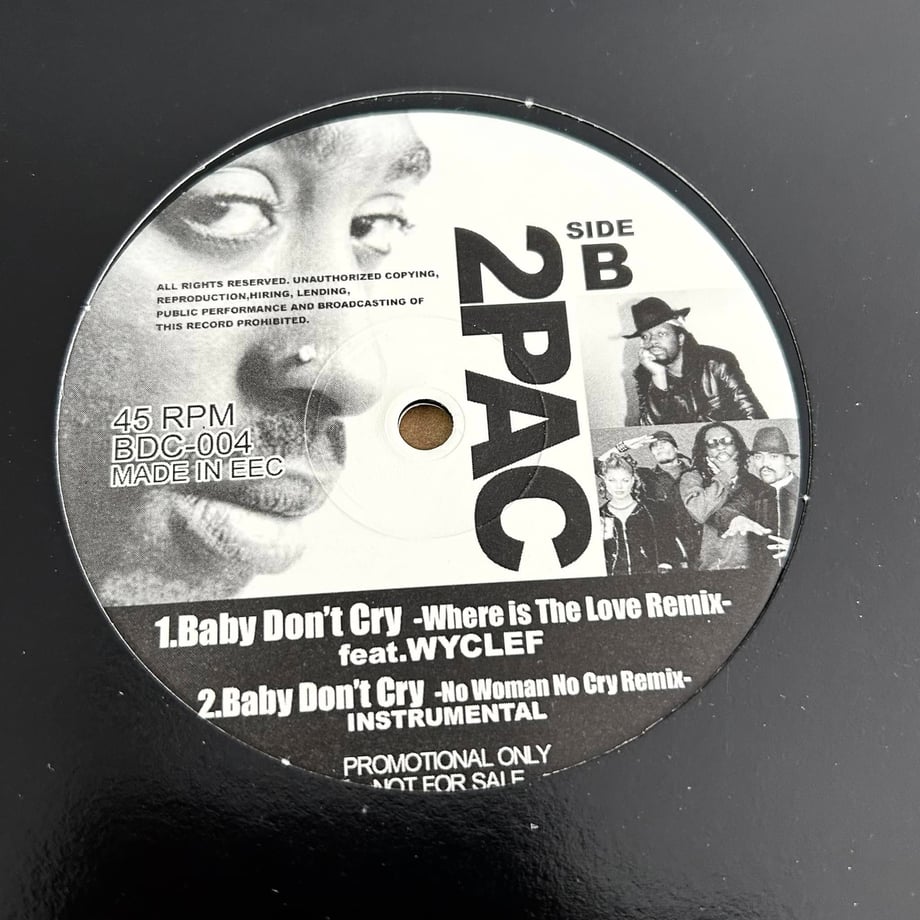 SIDE
B
2PAC
ALL RIGHTS RESERVED. UNAUTHORIZED COPYING,
REPRODUCTION,HIRING, LENDING,
PUBLIC PERFORMANCE AND BROADCASTING OF
THIS RECORD PROHIBITED.
45 RPM
BDC-004
MADE IN EEC
1.Baby Don't Cry -Where is The Love Remix-
feat.WYCLEF
2.Baby Don't Cry -No Woman No Cry Remix-
INSTRUMENTAL
PROMOTIONAL ONLY
NOT FOR SALE